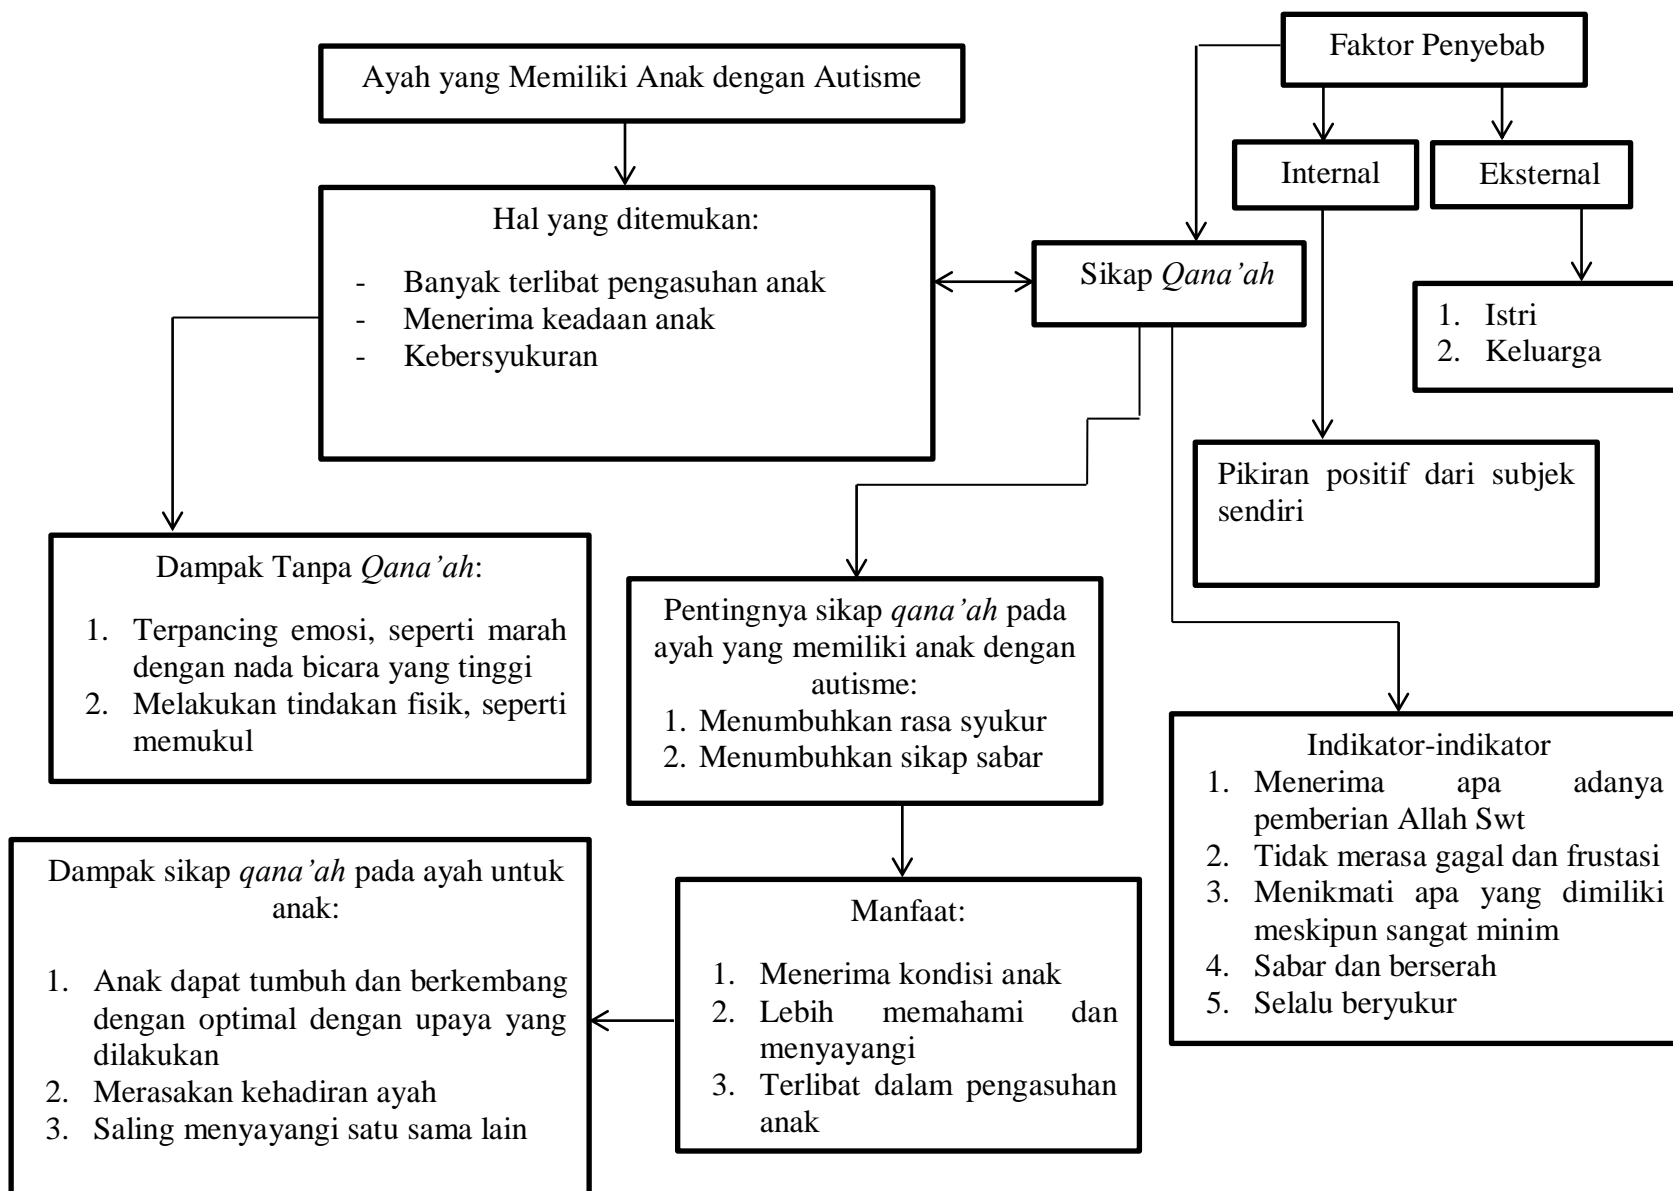 Ayah yang Memiliki Anak dengan Autisme
Faktor Penyebab
Internal
Eksternal
Hal yang ditemukan:
- Banyak terlibat pengasuhan anak
- Menerima keadaan anak
- Kebersyukuran
Sikap Qana’ah
1. Istri
2. Keluarga
Pikiran positif dari subjek
sendiri
Dampak Tanpa Qana’ah:
1. Terpancing emosi, seperti marah
dengan nada bicara yang tinggi
2. Melakukan tindakan fisik, seperti
memukul
Pentingnya sikap qana’ah pada
ayah yang memiliki anak dengan
autisme:
1. Menumbuhkan rasa syukur
2. Menumbuhkan sikap sabar
Indikator-indikator
1. Menerima apa adanya
pemberian Allah Swt
2. Tidak merasa gagal dan frustasi
3. Menikmati apa yang dimiliki
meskipun sangat minim
4. Sabar dan berserah
5. Selalu beryukur
Dampak sikap qana’ah pada ayah untuk
anak:
1. Anak dapat tumbuh dan berkembang
dengan optimal dengan upaya yang
dilakukan
2. Merasakan kehadiran ayah
3. Saling menyayangi satu sama lain
Manfaat:
1. Menerima kondisi anak
2. Lebih memahami dan
menyayangi
3. Terlibat dalam pengasuhan
anak